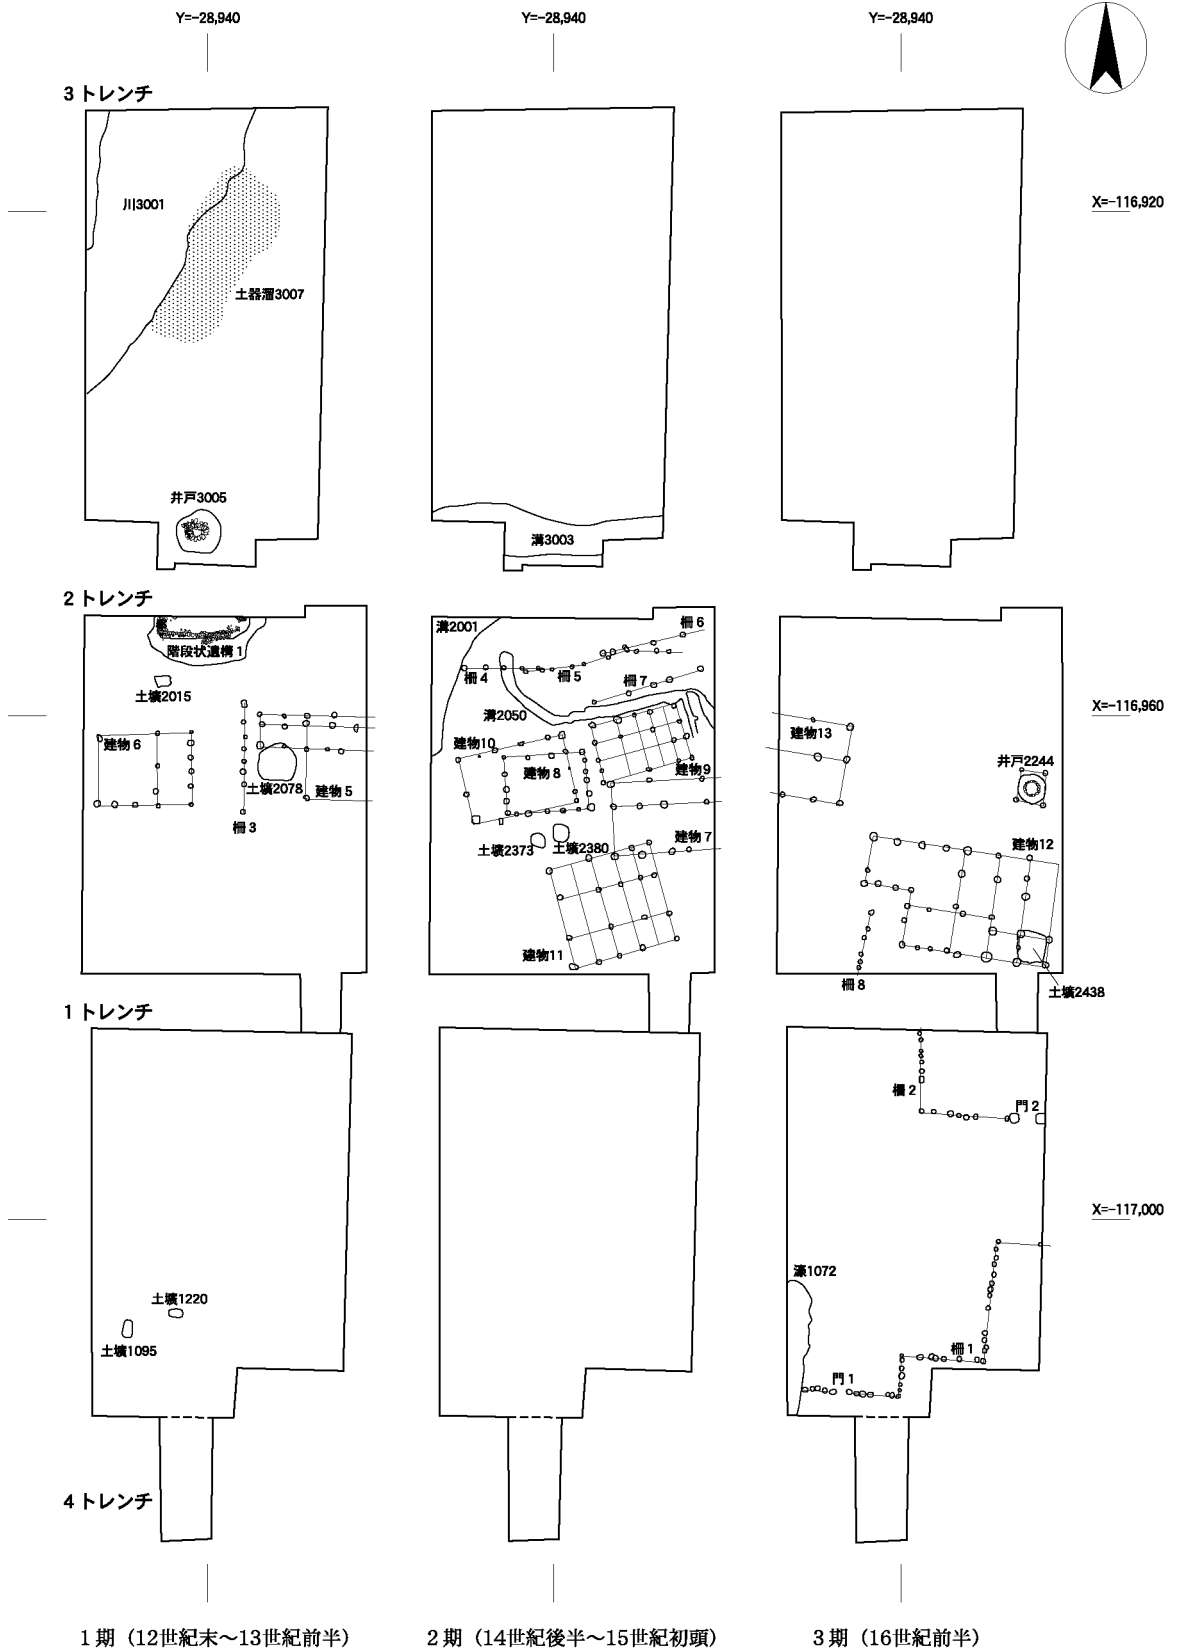 Y=-28,940
Y=-28,940
Y=-28,940
3トレンチ
川3001
X=-116,920
土器溜3007
井戸3005
溝3003
2トレンチ
階段状遺構1
土壙2015
建物6
土壙2078
建物5
柵3
溝2001
柵6
柵4
柵5
柵7
溝2050
建物10
建物8
建物9
土壙2373
土壙2380
建物7
建物11
X=-116,960
建物13
井戸2244
建物12
柵8
土壙2438
1トレンチ
柵2
門2
X=-117,000
濠1072
土壙1220
土壙1095
柵1
門1
4トレンチ
1期（12世紀末～13世紀前半）
2期（14世紀後半～15世紀初頭）
3期（16世紀前半）